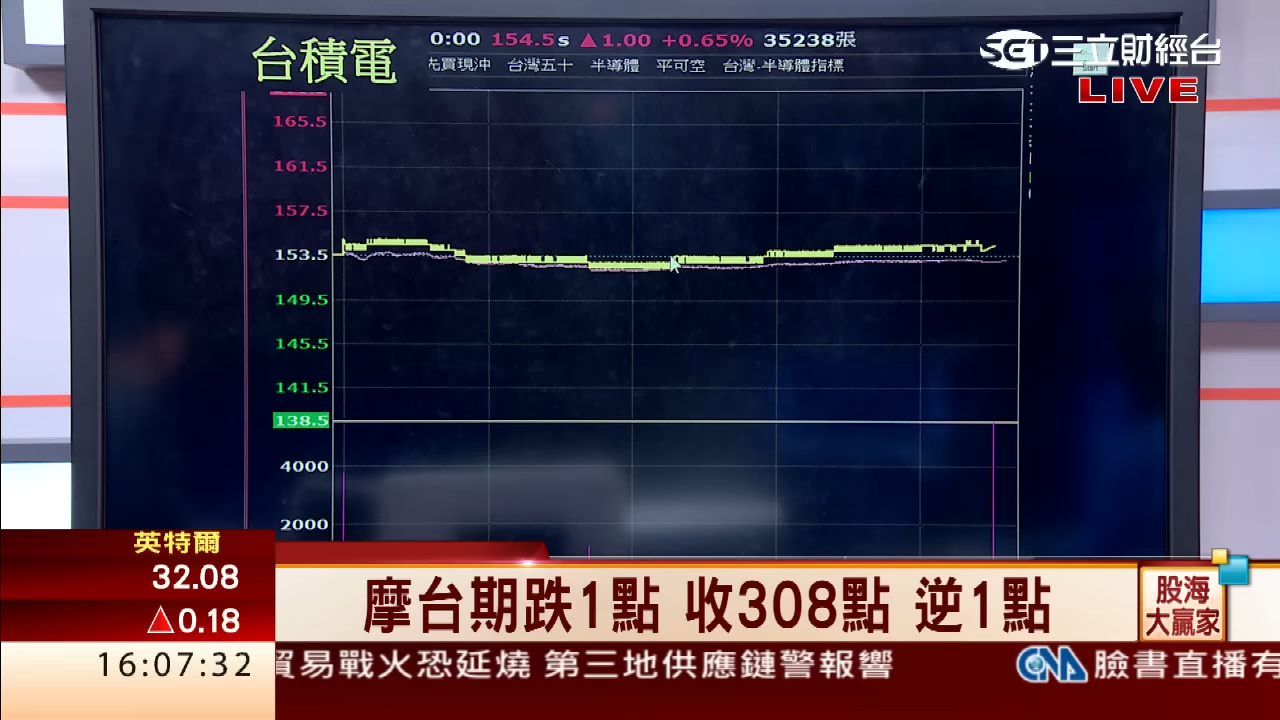 台積電
0:00 154.5s ▲1.00 +0.65% 35238張
先買現沖 台灣五十 半導體 平可空 台灣.半導體指標
SET三立財經台
Start
LIVE
165.5
161.5
157.5
153.5
149.5
145.5
141.5
138.5
4000
2000
英特爾
32.08
△0.18
16:07:32
摩台期跌1點 收308點 逆1點
股海
大贏家
貿易戰火恐延燒 第三地供應鏈警報響
CNA 臉書直播有